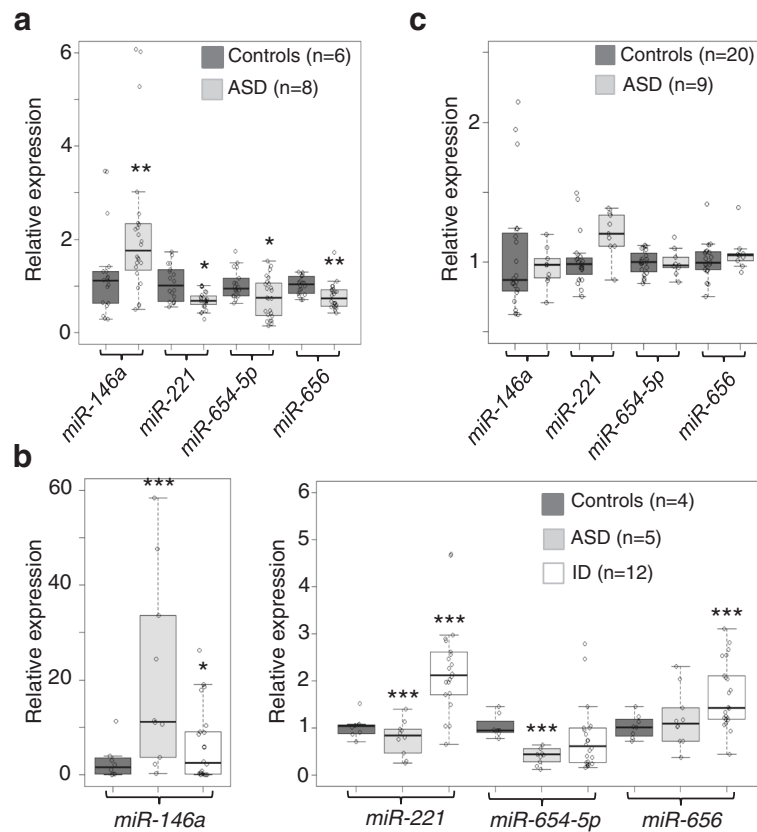 a
Relative expression
6
4
2
0
Controls (n=6)
ASD (n=8)
**
*
*
**
miR-146a
miR-221
miR-654-5p
miR-656
c
Relative expression
2
1
Controls (n=20)
ASD (n=9)
miR-146a
miR-221
miR-654-5p
miR-656
b
Relative expression
60
40
20
0
***
*
miR-146a
Relative expression
6
5
4
3
2
1
0
Controls (n=4)
ASD (n=5)
ID (n=12)
***
***
***
***
miR-221
miR-654-5p
miR-656